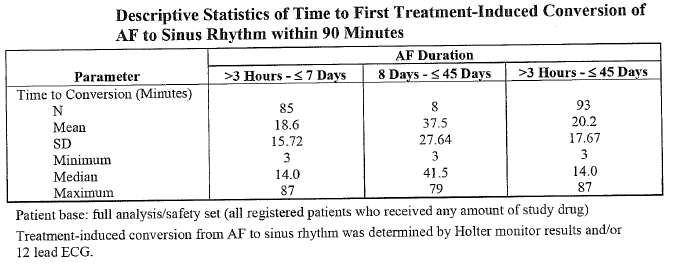 Descriptive Statistics of Time to First Treatment-Induced Conversion of
AF to Sinus Rhythm within 90 Minutes
AF Duration
Parameter >3 Hours - ≤ 7 Days 8 Days - ≤ 45 Days >3 Hours - ≤ 45 Days
Time to Conversion (Minutes)
N 85 8 93
Mean 18.6 37.5 20.2
SD 15.72 27.64 17.67
Minimum 3 3 3
Median 14.0 41.5 14.0
Maximum 87 79 87
Patient base: full analysis/safety set (all registered patients who received any amount of study drug)
Treatment-induced conversion from AF to sinus rhythm was determined by Holter monitor results and/or
12 lead ECG.